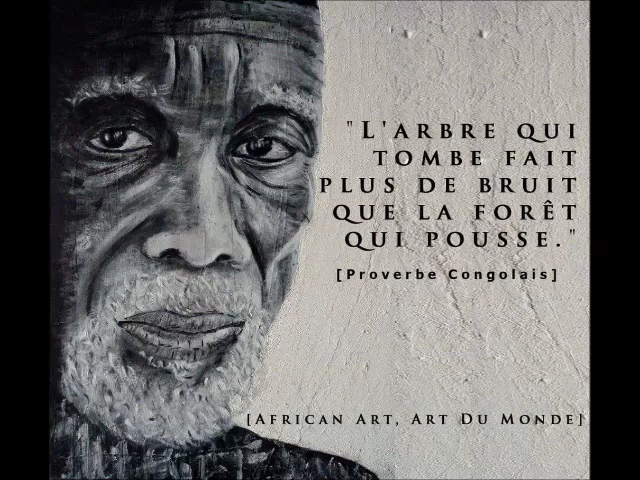 "L'arbre qui
tombe fait
plus de bruit
que la forêt
qui pousse."
[Proverbe Congolais]
[African Art, Art Du Monde]